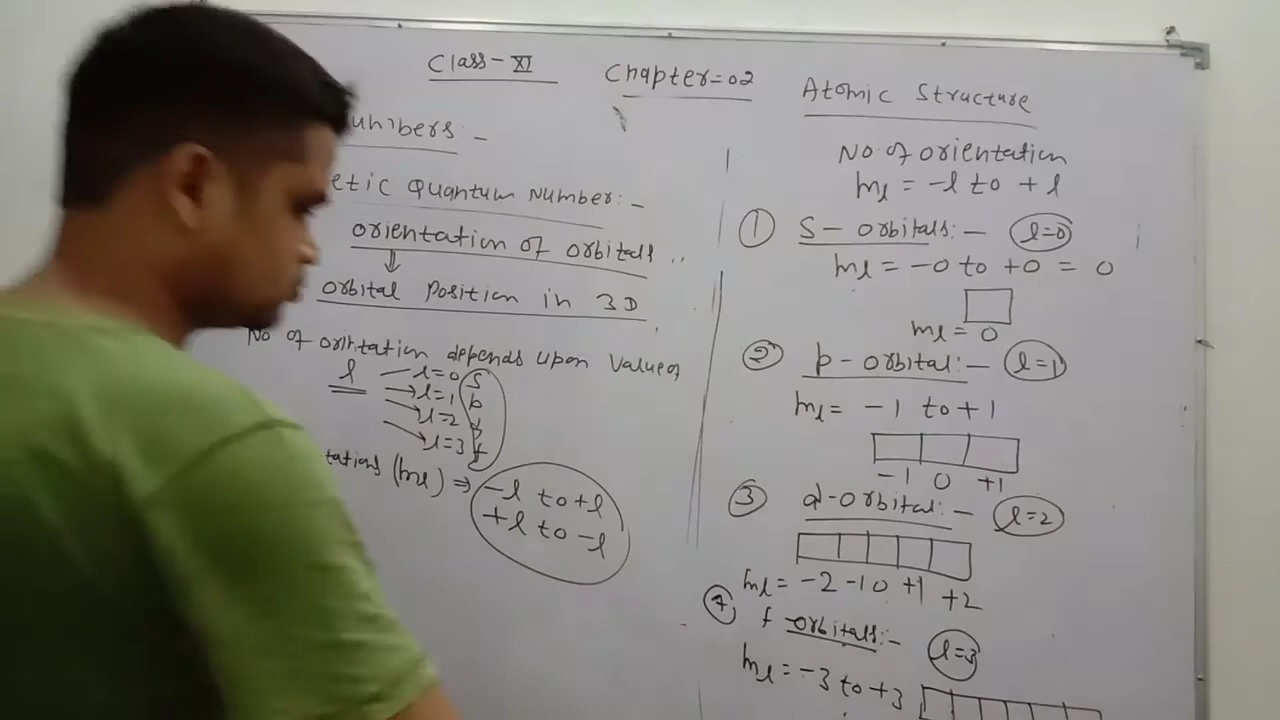 Class-XI Chapter=02 Atomic Structure
umbers:-
etic Quantum Number:-
orientation of orbitals..
⇓
orbital Position in 3D
No of oritation depends upon Value of
l
l=0 s
l=1 p
l=2 d
l=3 f
tations (ml) ⇒ -l to +l
+l to -l
No. of orientation
ml = -l to + l
① S- orbitals:- l=0
ml = -0 to +0 = 0
ml = 0
② p- orbital:- l=1
ml = -1 to +1
-1 0 +1
③ d-orbital:- l=2
ml = -2 -1 0 +1 +2
④ f orbitals:- l=3
ml = -3 to +3